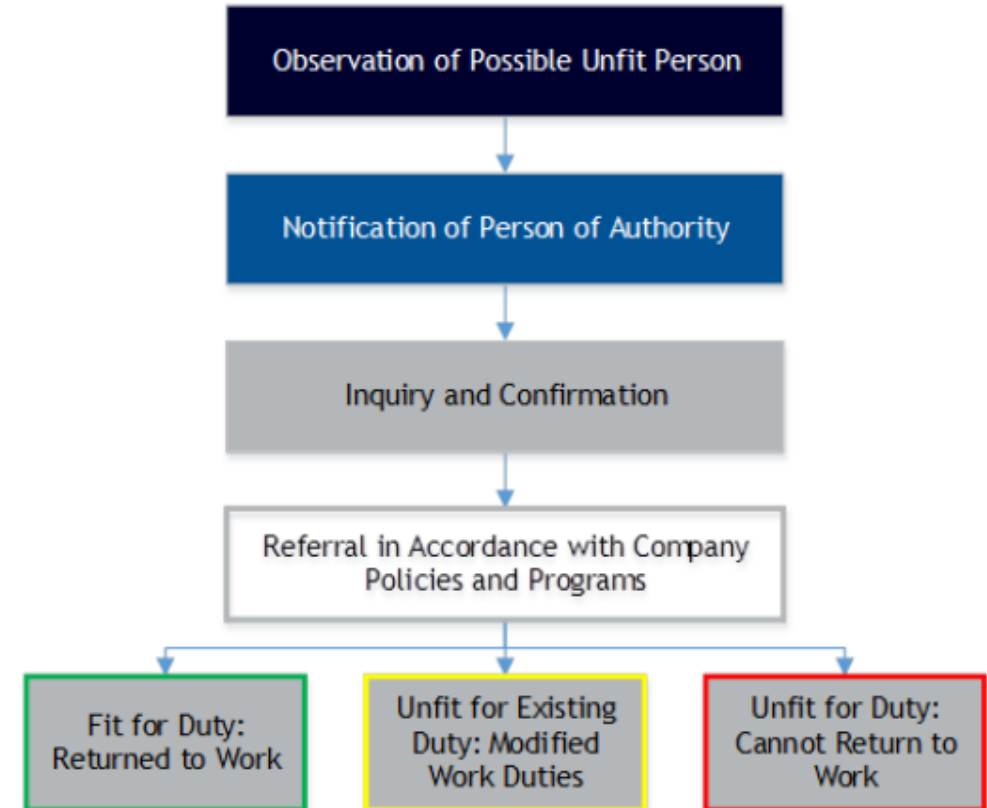 Observation of Possible Unfit Person
Notification of Person of Authority
Inquiry and Confirmation
Referral in Accordance with Company
Policies and Programs
Fit for Duty:
Returned to Work
Unfit for Existing
Duty: Modified
Work Duties
Unfit for Duty:
Cannot Return to
Work